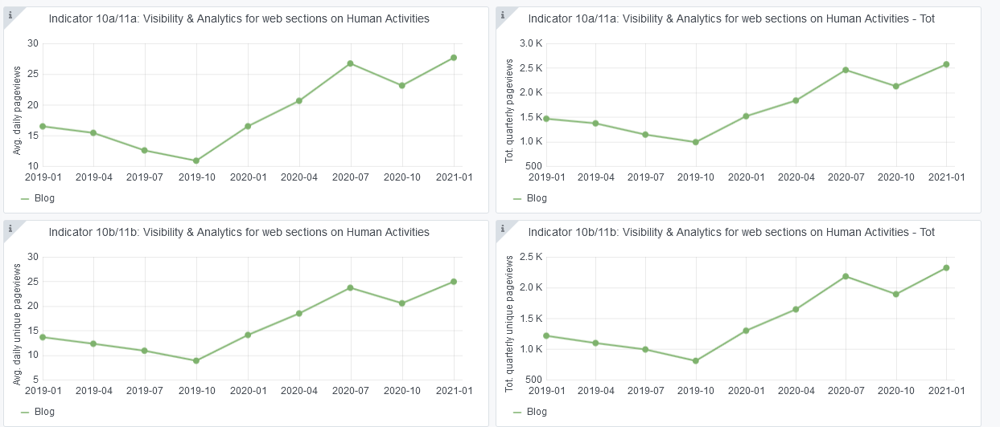 i
Indicator 10a/11a: Visibility & Analytics for web sections on Human Activities
Avg. daily pageviews
30
25
20
15
10
2019-01 2019-04 2019-07 2019-10 2020-01 2020-04 2020-07 2020-10 2021-01
Blog
i
Indicator 10a/11a: Visibility & Analytics for web sections on Human Activities - Tot
Tot. quarterly pageviews
3.0 K
2.5 K
2.0 K
1.5 K
1.0 K
500
2019-01 2019-04 2019-07 2019-10 2020-01 2020-04 2020-07 2020-10 2021-01
Blog
i
Indicator 10b/11b: Visibility & Analytics for web sections on Human Activities
Avg. daily unique pageviews
30
25
20
15
10
5
2019-01 2019-04 2019-07 2019-10 2020-01 2020-04 2020-07 2020-10 2021-01
Blog
i
Indicator 10b/11b: Visibility & Analytics for web sections on Human Activities - Tot
Tot. quarterly unique pageviews
2.5 K
2.0 K
1.5 K
1.0 K
500
2019-01 2019-04 2019-07 2019-10 2020-01 2020-04 2020-07 2020-10 2021-01
Blog